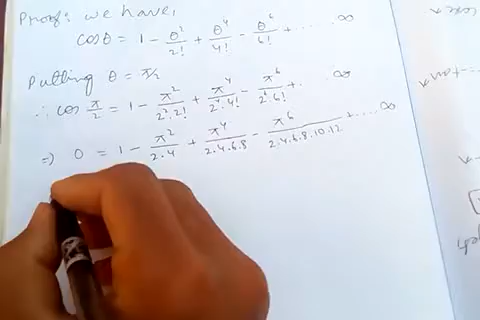 Proof: we have,
cosθ = 1 - θ²/2! + θ⁴/4! - θ⁶/6! + ...... ∞
Putting θ = π/2
∴ cos π/2 = 1 - π²/2².2! + π⁴/2⁴.4! - π⁶/2⁶.6! + .. ∞
⇒ 0 = 1 - π²/2.4 + π⁴/2.4.6.8 - π⁶/2.4.6.8.10.12 + ..... ∞